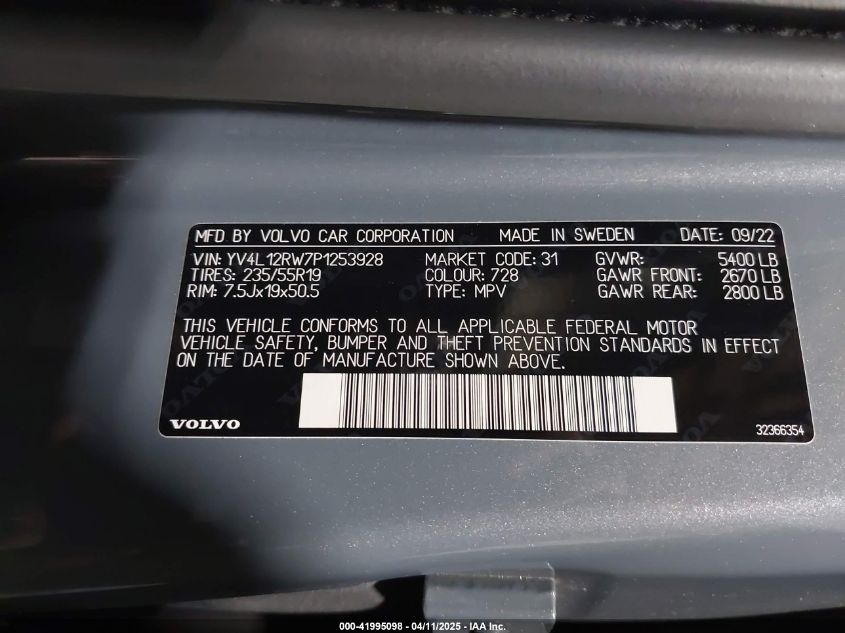 MFD BY VOLVO CAR CORPORATION MADE IN SWEDEN DATE: 09/22
VIN: YV4L12RW7P1253928 MARKET CODE: 31 GVWR: 5400 LB
TIRES: 235/55R19 COLOUR: 728 GAWR FRONT: 2670 LB
RIM: 7.5Jx19x50.5 TYPE: MPV GAWR REAR: 2800 LB
THIS VEHICLE CONFORMS TO ALL APPLICABLE FEDERAL MOTOR
VEHICLE SAFETY, BUMPER AND THEFT PREVENTION STANDARDS IN EFFECT
ON THE DATE OF MANUFACTURE SHOWN ABOVE.
VOLVO 32366354
000-41995098 - 04/11/2025 - IAA Inc.